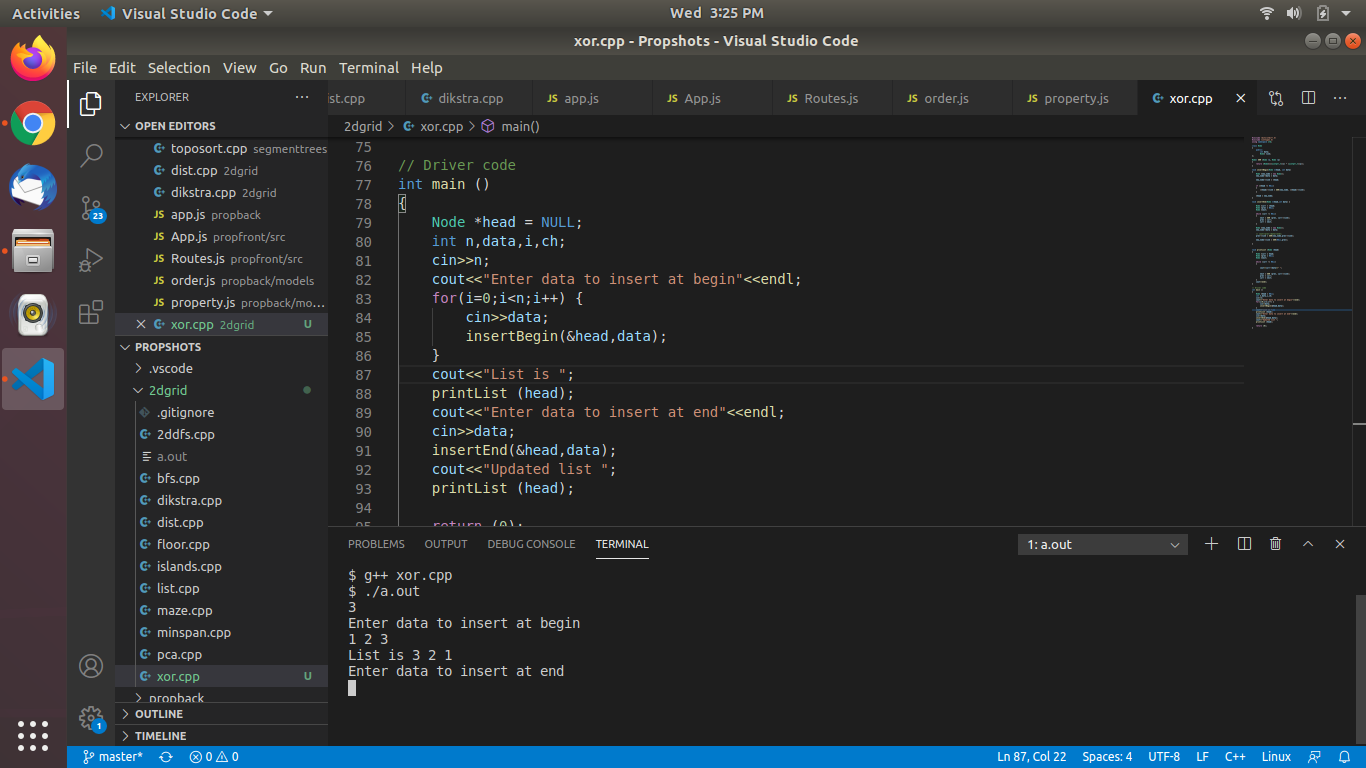 Activities Visual Studio Code Wed 3:25 PM
xor.cpp - Propshots - Visual Studio Code
File Edit Selection View Go Run Terminal Help
EXPLORER
OPEN EDITORS
toposort.cpp segmenttrees
dist.cpp 2dgrid
dikstra.cpp 2dgrid
JS app.js propback
JS App.js propfront/src
JS Routes.js propfront/src
JS order.js propback/models
JS property.js propback/mo...
xor.cpp 2dgrid U
PROPSHOTS
.vscode
2dgrid
.gitignore
2ddfs.cpp
a.out
bfs.cpp
dikstra.cpp
dist.cpp
floor.cpp
islands.cpp
list.cpp
maze.cpp
minspan.cpp
pca.cpp
xor.cpp U
propback
OUTLINE
TIMELINE
23
1
st.cpp dikstra.cpp JS app.js JS App.js JS Routes.js JS order.js JS property.js xor.cpp
2dgrid > xor.cpp > main()
75
76 // Driver code
77 int main ()
78 {
79 Node *head = NULL;
80 int n,data,i,ch;
81 cin>>n;
82 cout<<"Enter data to insert at begin"<<endl;
83 for(i=0;i<n;i++) {
84 cin>>data;
85 insertBegin(&head,data);
86 }
87 cout<<"List is ";
88 printList (head);
89 cout<<"Enter data to insert at end"<<endl;
90 cin>>data;
91 insertEnd(&head,data);
92 cout<<"Updated list ";
93 printList (head);
94
95 return (0);
PROBLEMS OUTPUT DEBUG CONSOLE TERMINAL 1: a.out
$ g++ xor.cpp
$ ./a.out
3
Enter data to insert at begin
1 2 3
List is 3 2 1
Enter data to insert at end
master* 0 0 Ln 87, Col 22 Spaces: 4 UTF-8 LF C++ Linux